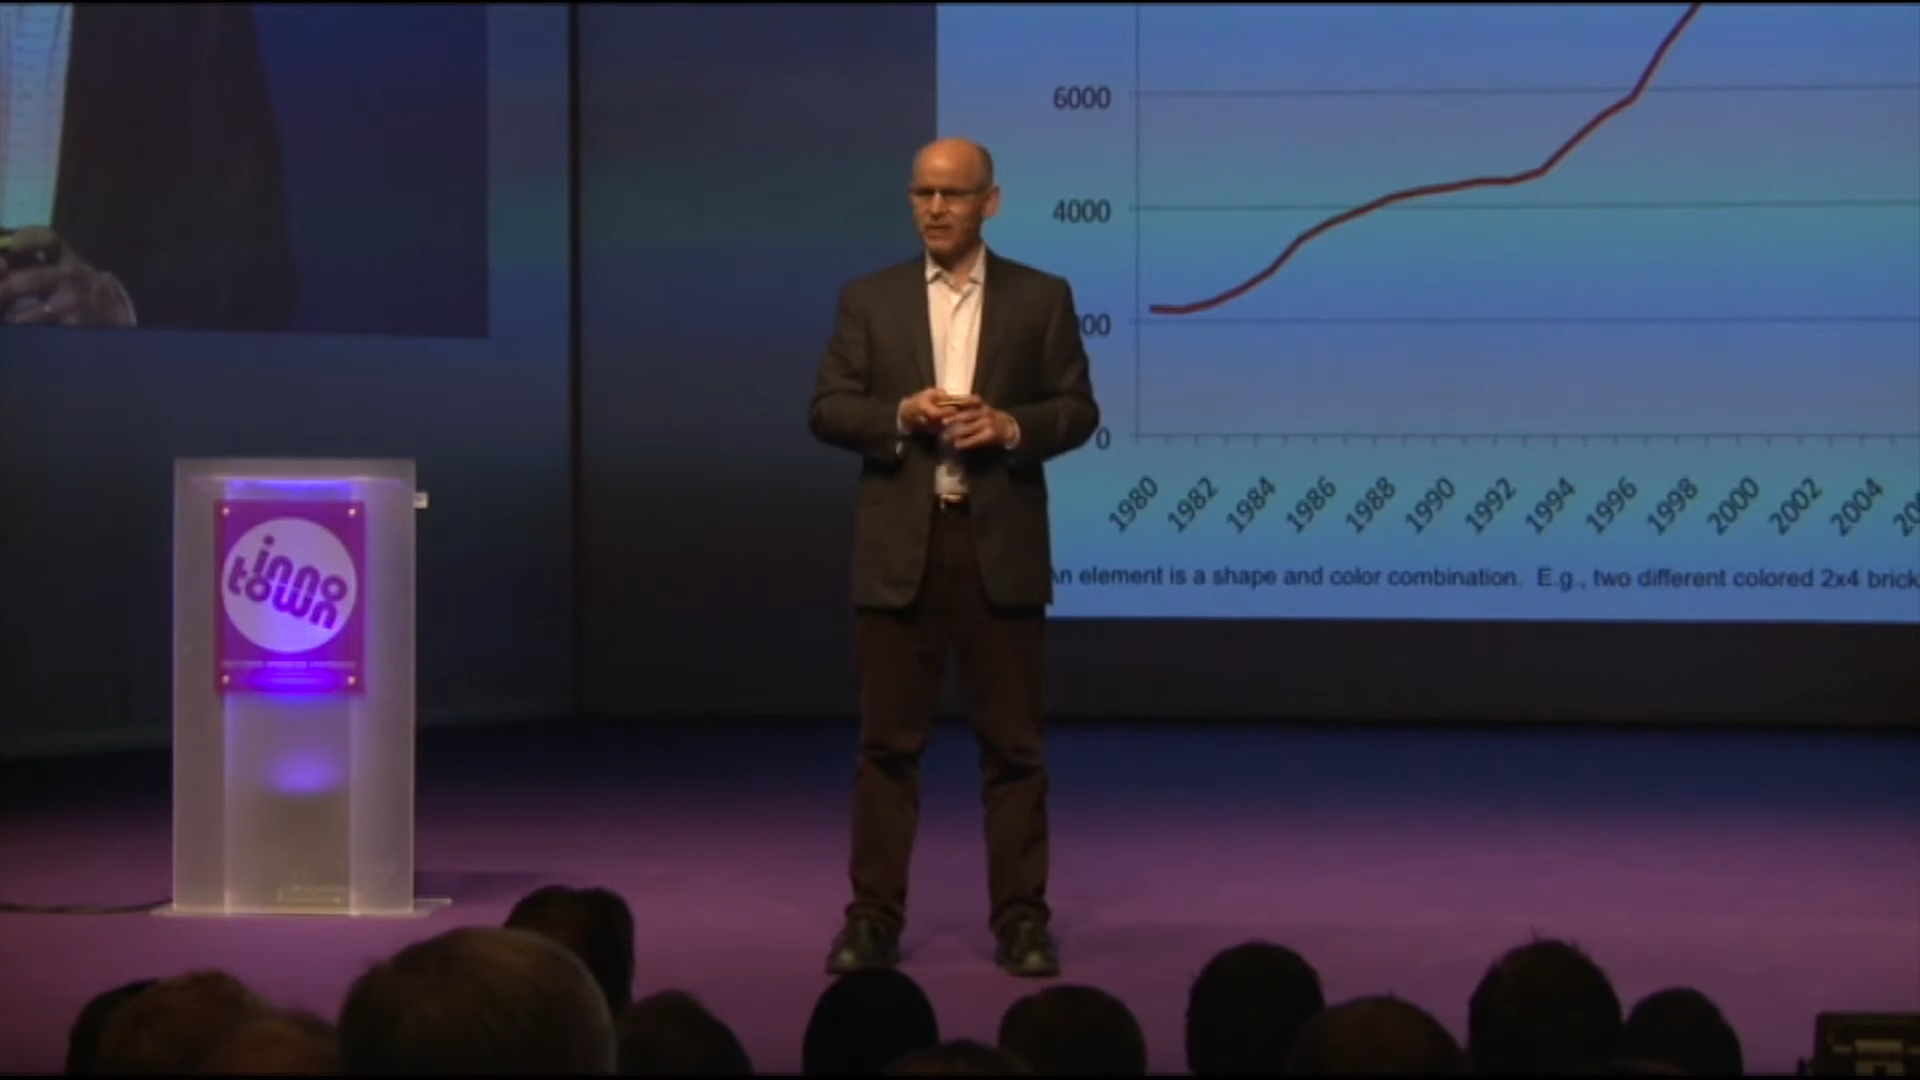 6000
4000
00
0
1980 1982 1984 1986 1988 1990 1992 1994 1996 1998 2000 2002 2004 20
An element is a shape and color combination. E.g., two different colored 2x4 brick
inno
town